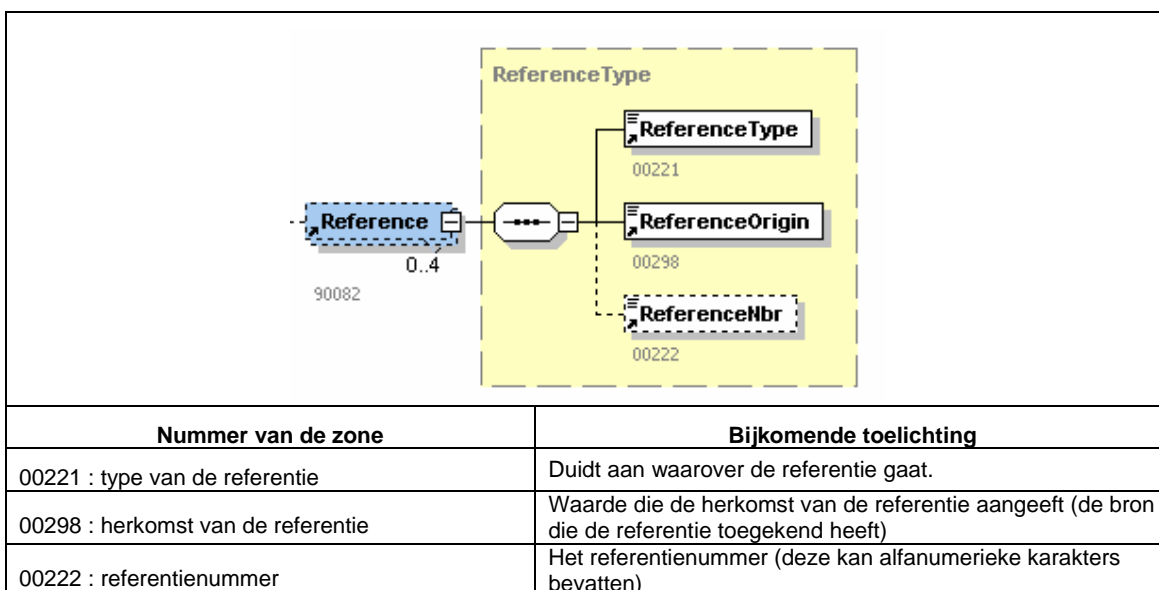 ReferenceType
ReferenceType
00221
Reference
ReferenceOrigin
0..4
00298
90082
ReferenceNbr
00222
Nummer van de zone
Bijkomende toelichting
00221 : type van de referentie
Duidt aan waarover de referentie gaat.
00298 : herkomst van de referentie
Waarde die de herkomst van de referentie aangeeft (de bron
die de referentie toegekend heeft)
00222 : referentienummer
Het referentienummer (deze kan alfanumerieke karakters
bevatten)